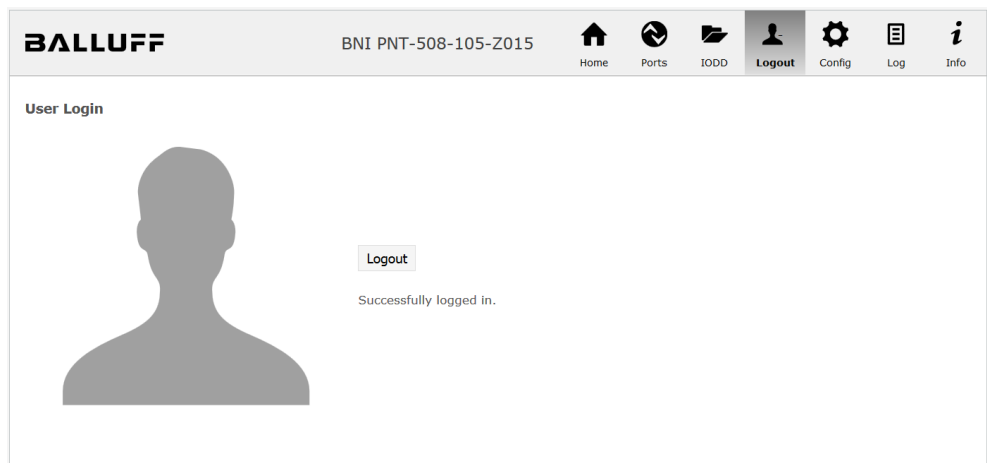 BALLUFF
BNI PNT-508-105-Z015
Home
Ports
IODD
Logout
Config
Log
Info
User Login
Logout
Successfully logged in.